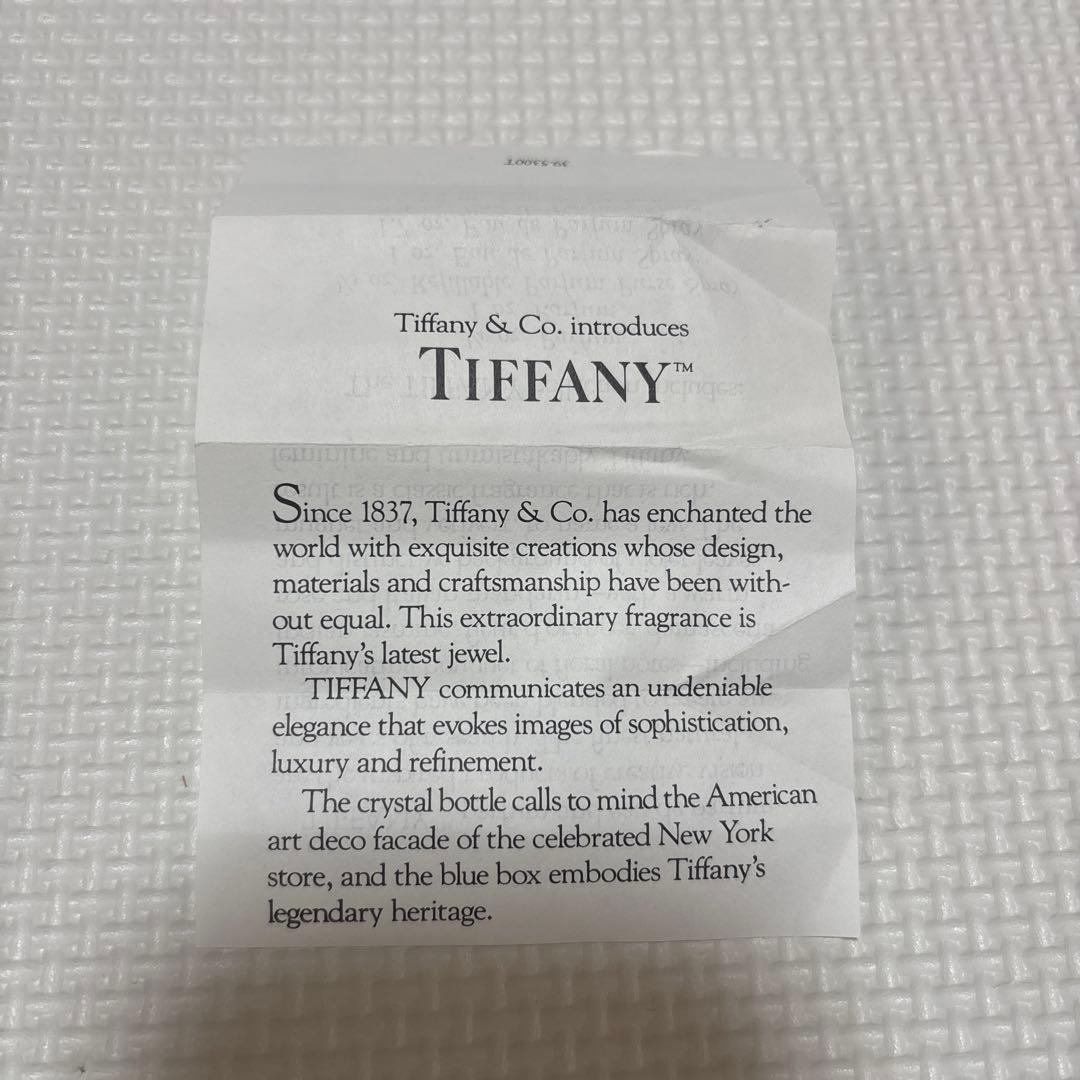 39-5300T
Tiffany & Co. introduces
TIFFANY™
Since 1837, Tiffany & Co. has enchanted the
world with exquisite creations whose design,
materials and craftsmanship have been with-
out equal. This extraordinary fragrance is
Tiffany's latest jewel.
TIFFANY communicates an undeniable
elegance that evokes images of sophistication,
luxury and refinement.
The crystal bottle calls to mind the American
art deco facade of the celebrated New York
store, and the blue box embodies Tiffany's
legendary heritage.